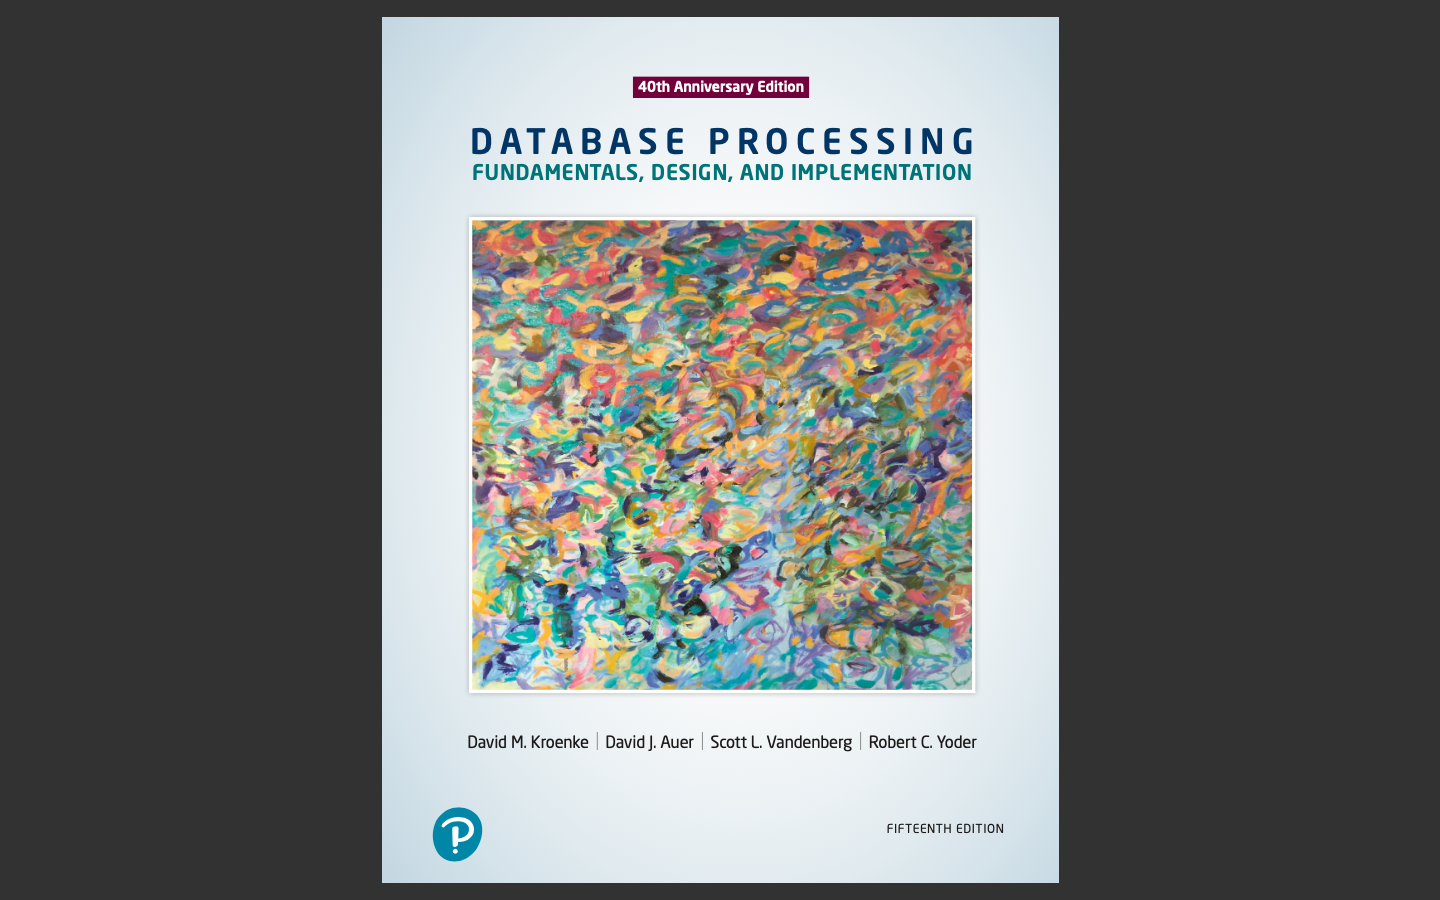 40th Anniversary Edition
DATABASE PROCESSING
FUNDAMENTALS, DESIGN, AND IMPLEMENTATION
David M. Kroenke | David J. Auer | Scott L. Vandenberg | Robert C. Yoder
P
FIFTEENTH EDITION